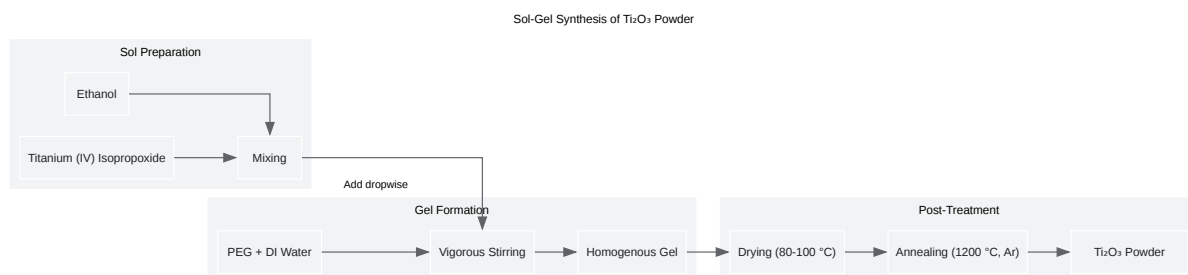 Sol-Gel Synthesis of Ti₂O₃ Powder
Sol Preparation
Ethanol
Titanium (IV) Isopropoxide
Mixing
Add dropwise
Gel Formation
PEG + DI Water
Vigorous Stirring
Homogenous Gel
Post-Treatment
Drying (80-100 °C)
Annealing (1200 °C, Ar)
Ti₂O₃ Powder